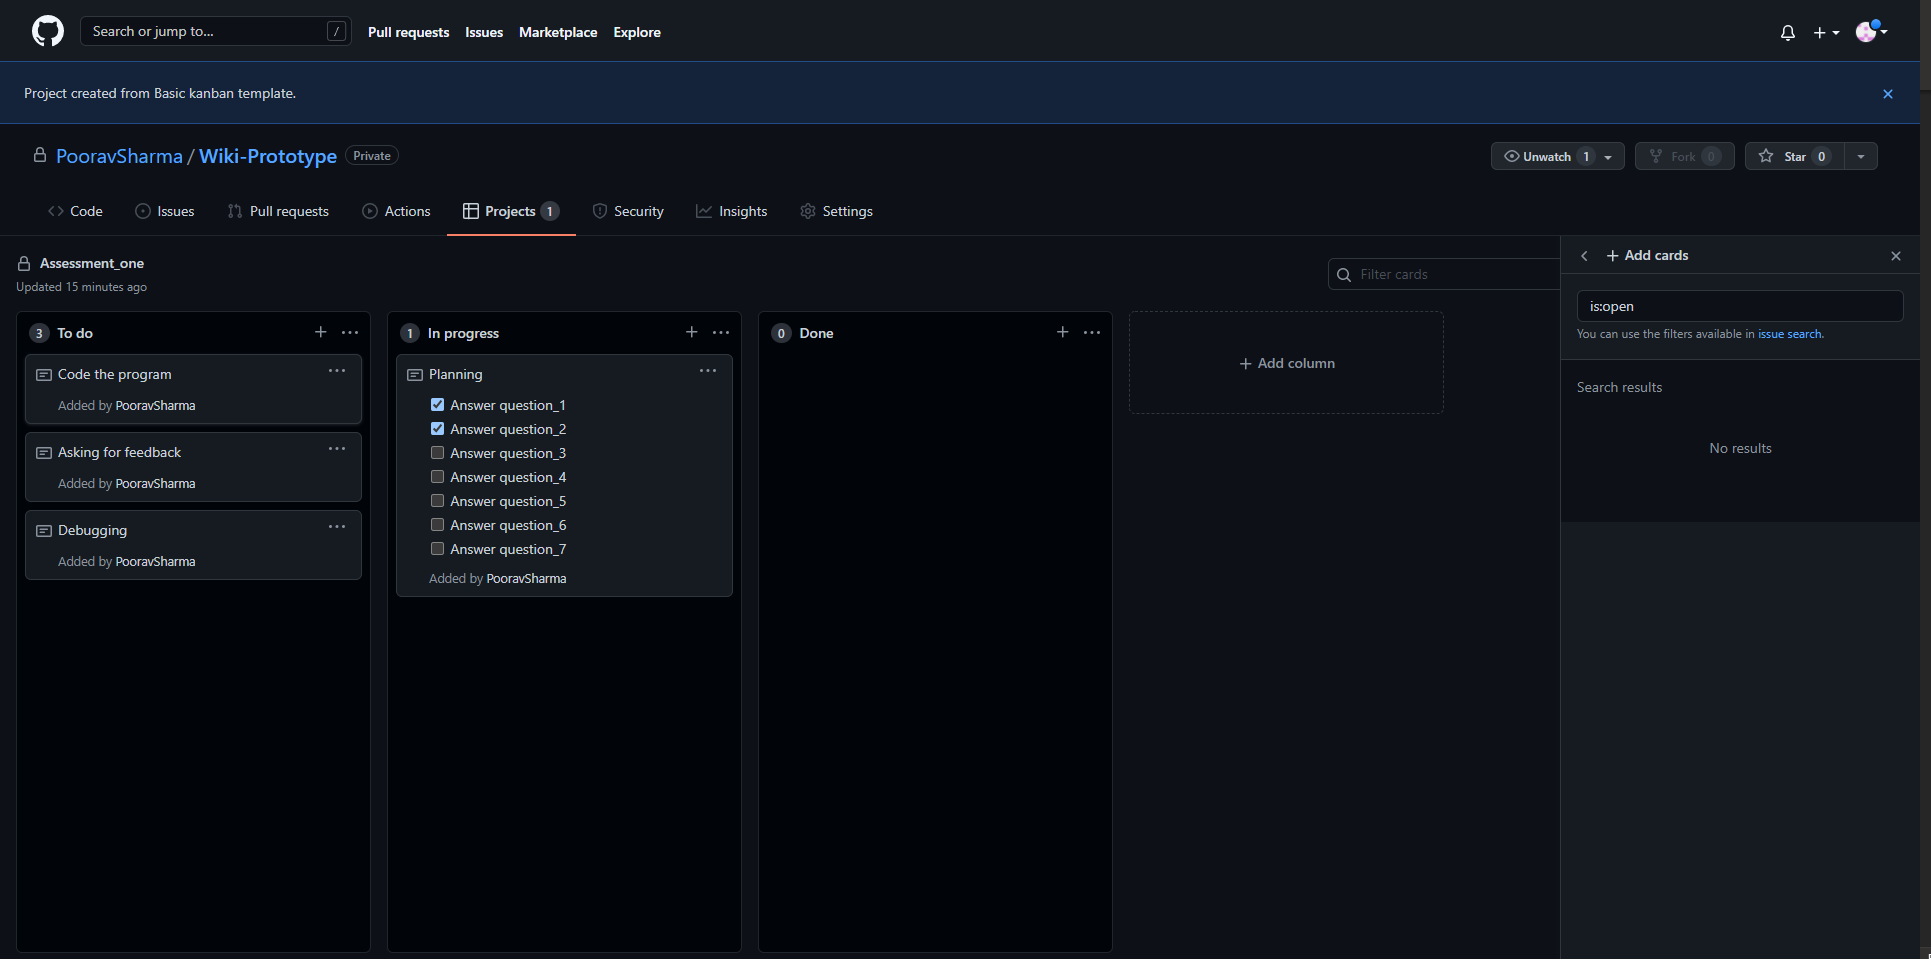 Search or jump to... / Pull requests Issues Marketplace Explore
Project created from Basic kanban template.
PooravSharma / Wiki-Prototype Private
Unwatch 1 Fork 0 Star 0
Code Issues Pull requests Actions Projects 1 Security Insights Settings
Assessment_one
Updated 15 minutes ago
Filter cards
3 To do
Code the program
Added by PooravSharma
Asking for feedback
Added by PooravSharma
Debugging
Added by PooravSharma
1 In progress
Planning
Answer question_1
Answer question_2
Answer question_3
Answer question_4
Answer question_5
Answer question_6
Answer question_7
Added by PooravSharma
0 Done
+ Add column
+ Add cards
is:open
You can use the filters available in issue search.
Search results
No results